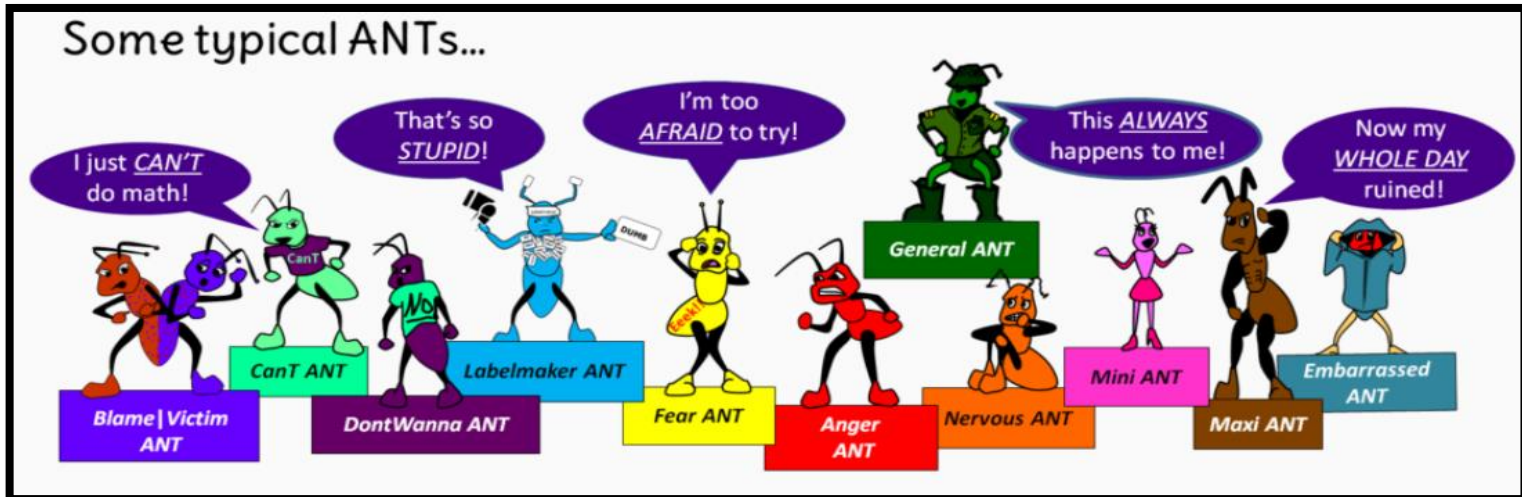 Some typical ANTs...
I just CAN'T
do math!
That's so
STUPID!
I'm too
AFRAID to try!
This ALWAYS
happens to me!
Now my
WHOLE DAY
ruined!
CanT
NO
DUMB
Eeek!!
Blame|Victim
ANT
CanT ANT
DontWanna ANT
Labelmaker ANT
Fear ANT
Anger
ANT
General ANT
Nervous ANT
Mini ANT
Maxi ANT
Embarrassed
ANT